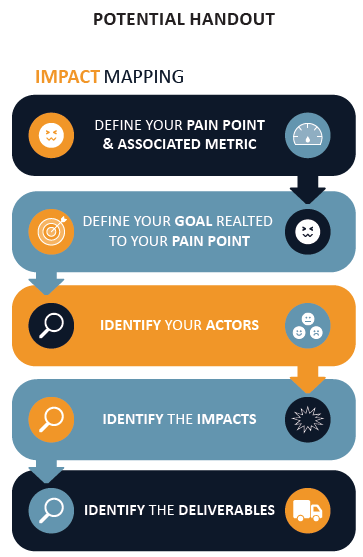 POTENTIAL HANDOUT
IMPACT MAPPING
DEFINE YOUR PAIN POINT
& ASSOCIATED METRIC
DEFINE YOUR GOAL REALTED
TO YOUR PAIN POINT
IDENTIFY YOUR ACTORS
IDENTIFY THE IMPACTS
IDENTIFY THE DELIVERABLES